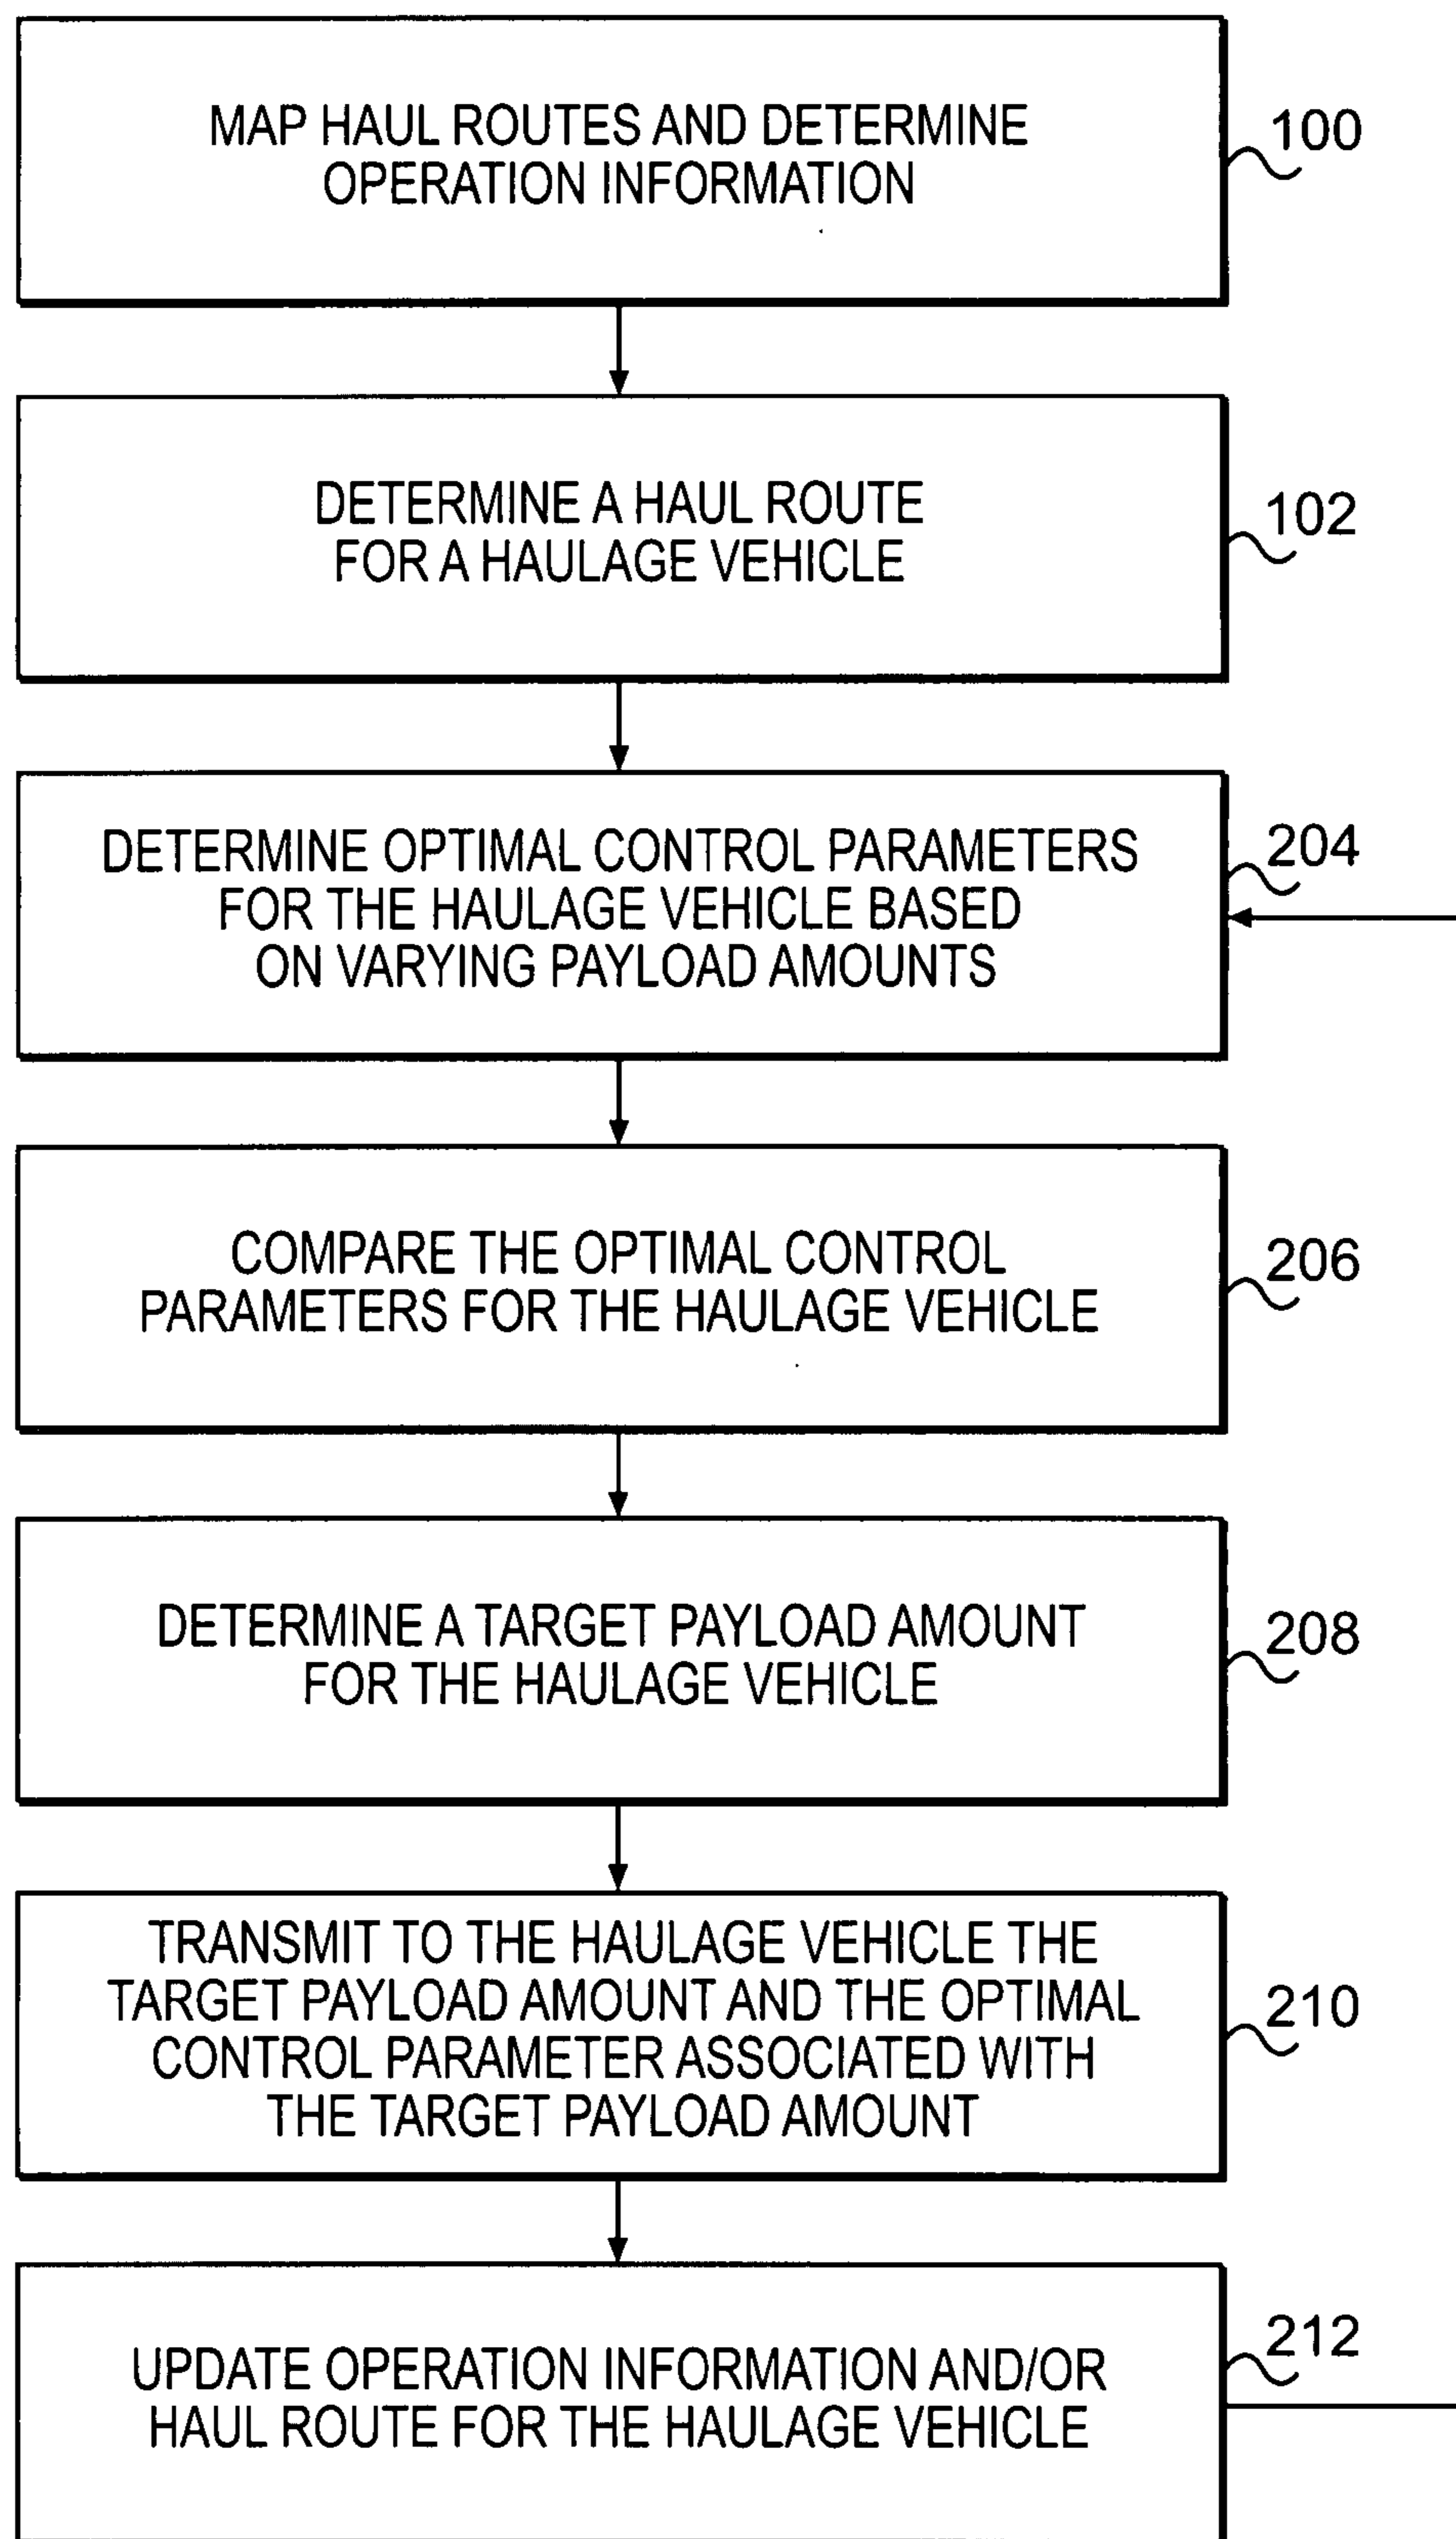 MAP HAUL ROUTES AND DETERMINE
OPERATION INFORMATION
100
DETERMINE A HAUL ROUTE
FOR A HAULAGE VEHICLE
102
DETERMINE OPTIMAL CONTROL PARAMETERS
FOR THE HAULAGE VEHICLE BASED
ON VARYING PAYLOAD AMOUNTS
204
COMPARE THE OPTIMAL CONTROL
PARAMETERS FOR THE HAULAGE VEHICLE
206
DETERMINE A TARGET PAYLOAD AMOUNT
FOR THE HAULAGE VEHICLE
208
TRANSMIT TO THE HAULAGE VEHICLE THE
TARGET PAYLOAD AMOUNT AND THE OPTIMAL
CONTROL PARAMETER ASSOCIATED WITH
THE TARGET PAYLOAD AMOUNT
210
UPDATE OPERATION INFORMATION AND/OR
HAUL ROUTE FOR THE HAULAGE VEHICLE
212